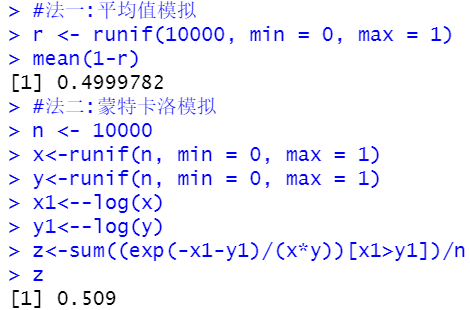 > #法一:平均值模拟
> r <- runif(10000, min = 0, max = 1)
> mean(1-r)
[1] 0.4999782
> #法二:蒙特卡洛模拟
> n <- 10000
> x<-runif(n, min = 0, max = 1)
> y<-runif(n, min = 0, max = 1)
> x1<--log(x)
> y1<--log(y)
> z<-sum((exp(-x1-y1)/(x*y))[x1>y1])/n
> z
[1] 0.509